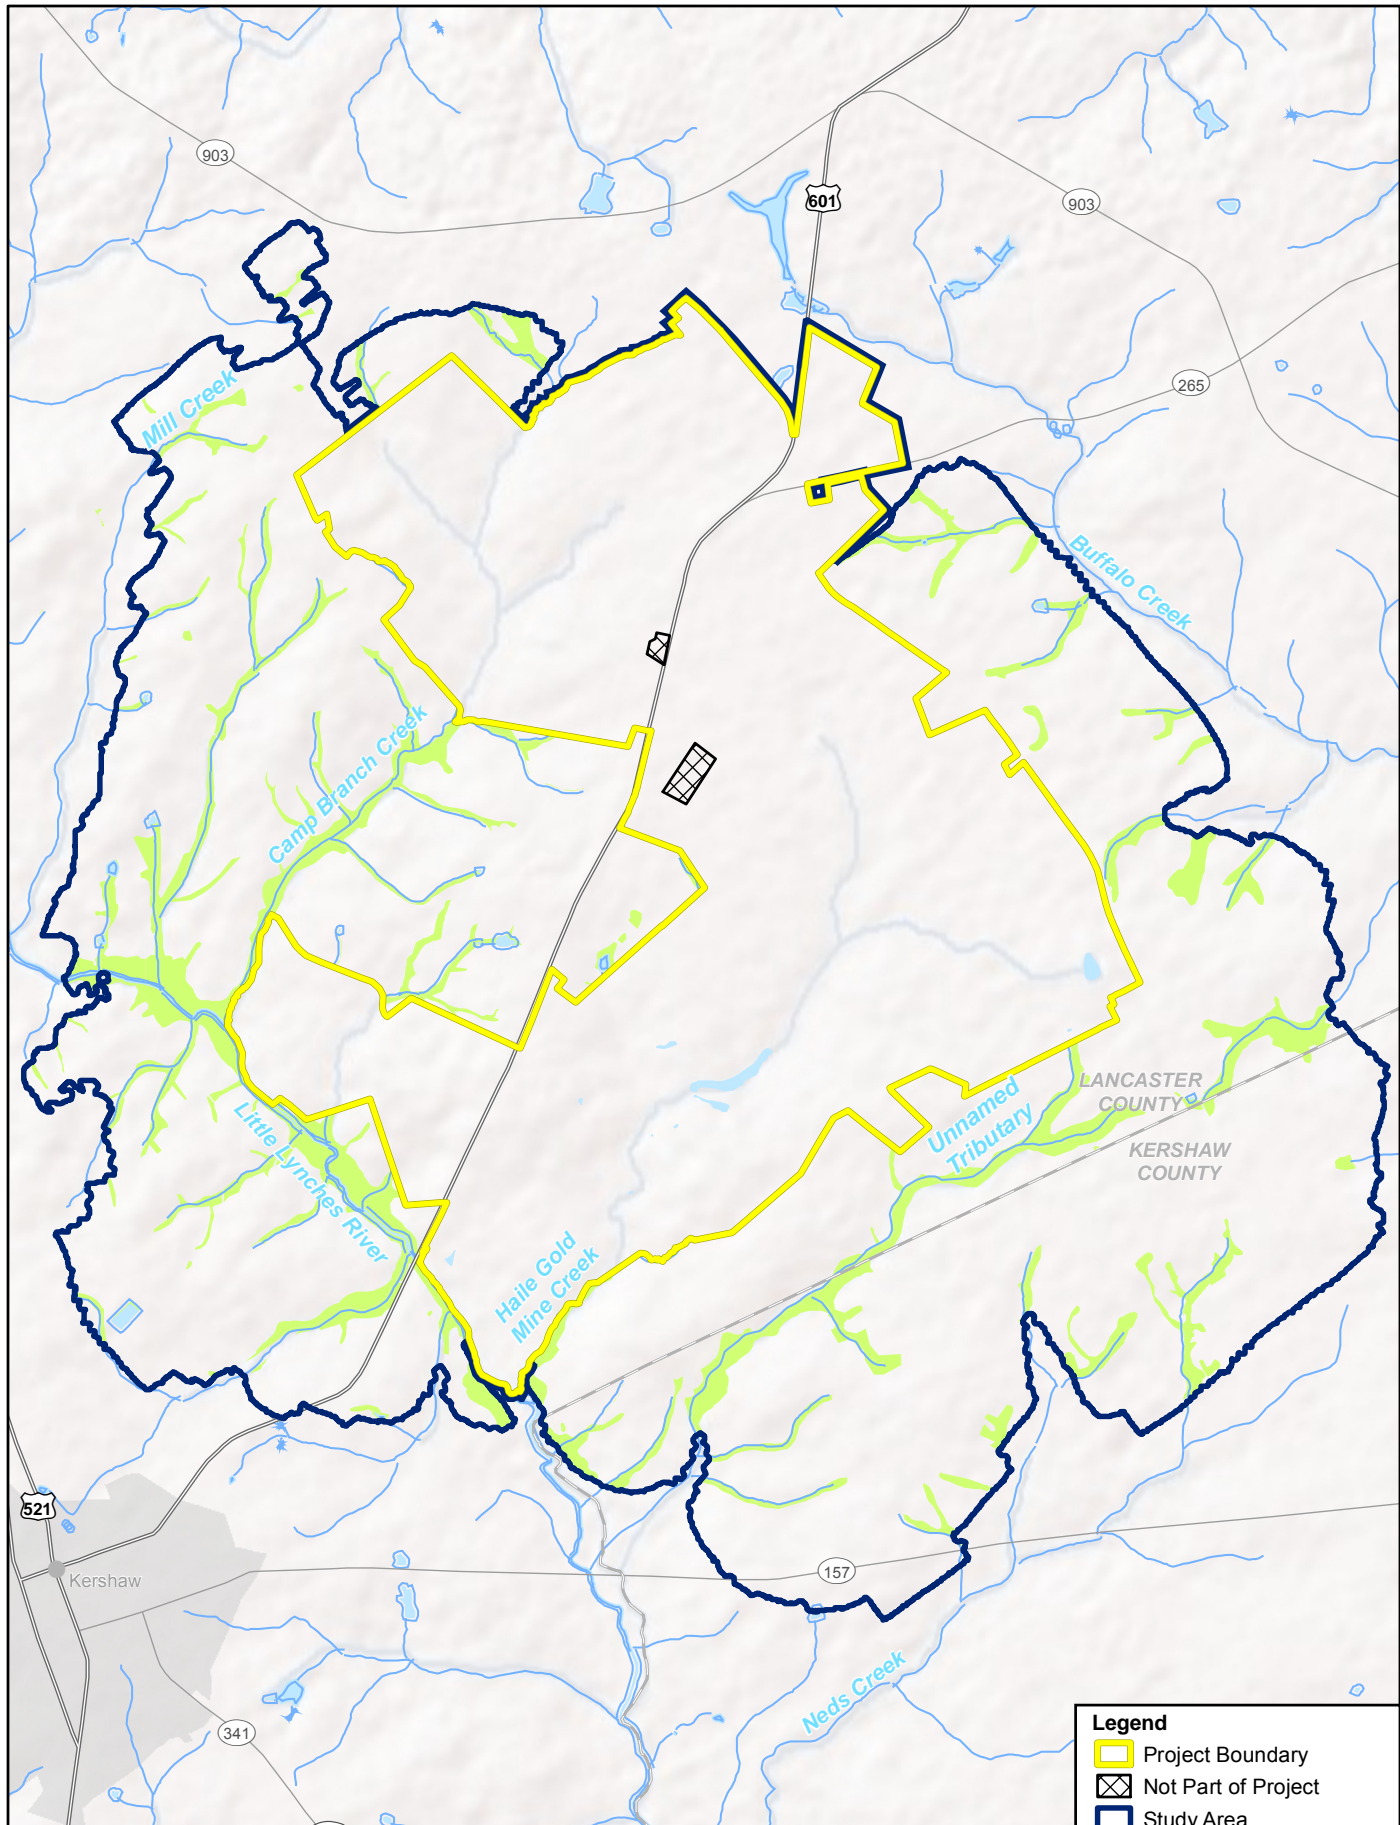 903
601
903
265
Mill Creek
Buffalo Creek
Camp Branch Creek
Unnamed
Tributary
LANCASTER
COUNTY
KERSHAW
COUNTY
Little Lynches River
Haile Gold
Mine Creek
521
Kershaw
157
Neds Creek
341
Legend
Project Boundary
Not Part of Project
Study Area